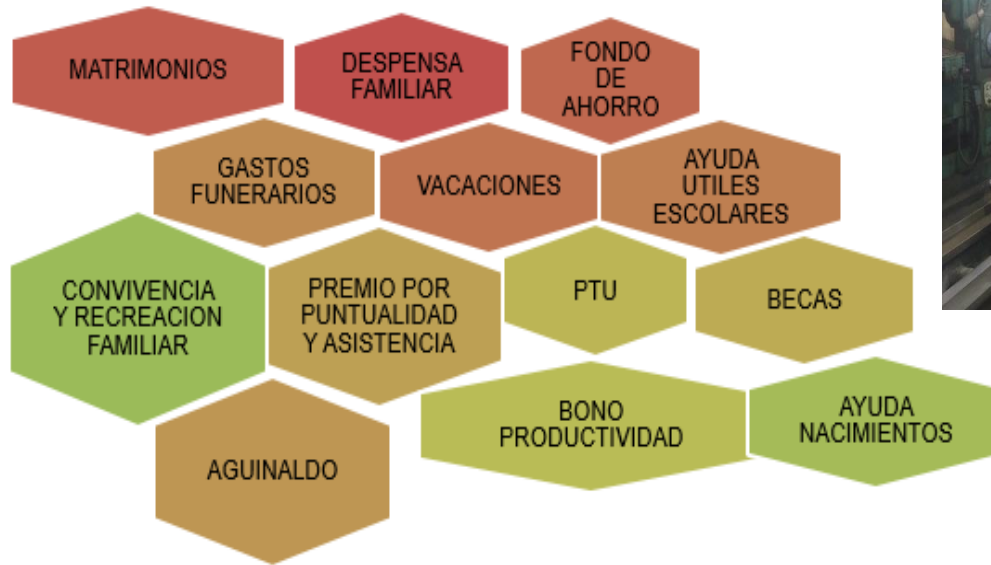 MATRIMONIOS
DESPENSA
FAMILIAR
FONDO
DE
AHORRO
GASTOS
FUNERARIOS
VACACIONES
AYUDA
UTILES
ESCOLARES
CONVIVENCIA
Y RECREACION
FAMILIAR
PREMIO POR
PUNTUALIDAD
Y ASISTENCIA
PTU
BECAS
BONO
PRODUCTIVIDAD
AYUDA
NACIMIENTOS
AGUINALDO